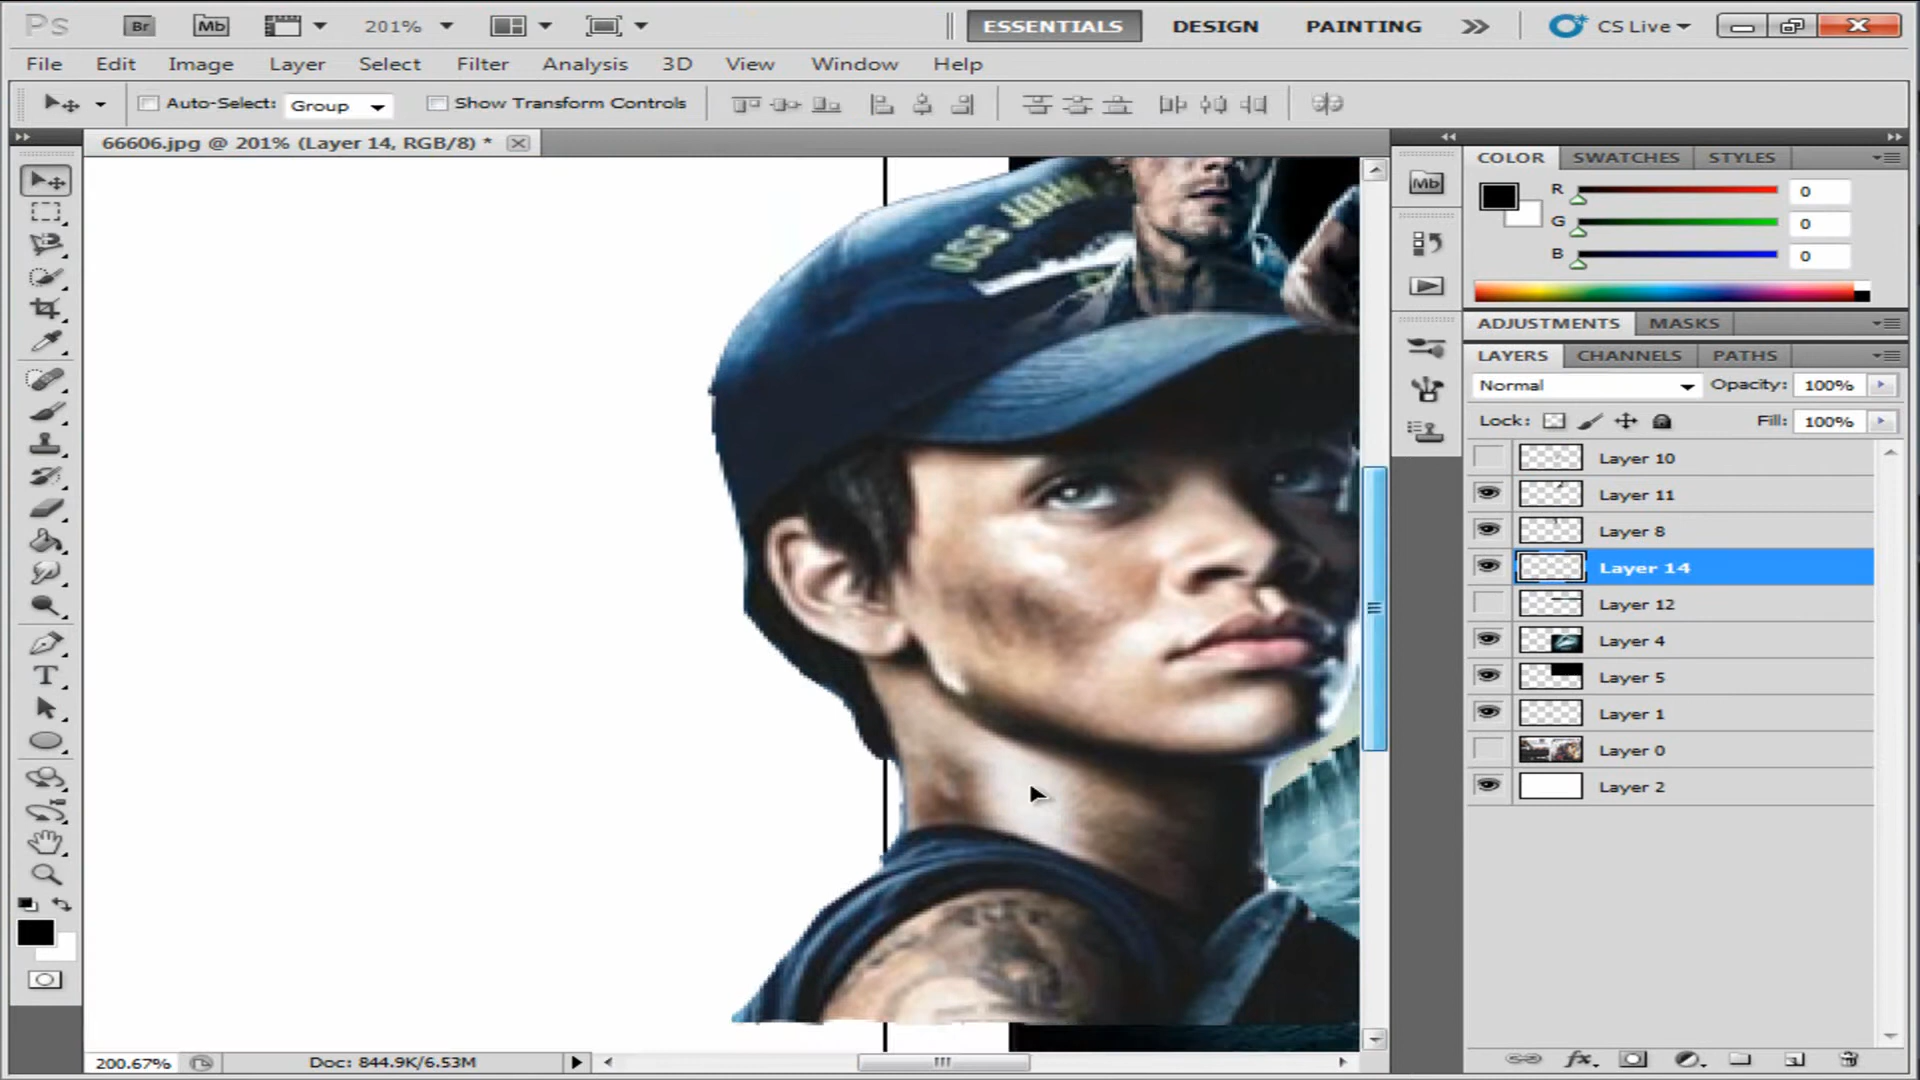 Ps Br Mb 201% ESSENTIALS DESIGN PAINTING CS Live
File Edit Image Layer Select Filter Analysis 3D View Window Help
Auto-Select: Group Show Transform Controls
66606.jpg @ 201% (Layer 14, RGB/8) *
COLOR SWATCHES STYLES
Mb
R 0
G 0
B 0
ADJUSTMENTS MASKS
LAYERS CHANNELS PATHS
Normal Opacity: 100%
Lock: Fill: 100%
Layer 10
Layer 11
Layer 8
Layer 14
Layer 12
Layer 4
Layer 5
Layer 1
Layer 0
Layer 2
USS JOHN
T
200.67% Doc: 844.9K/6.53M
fx